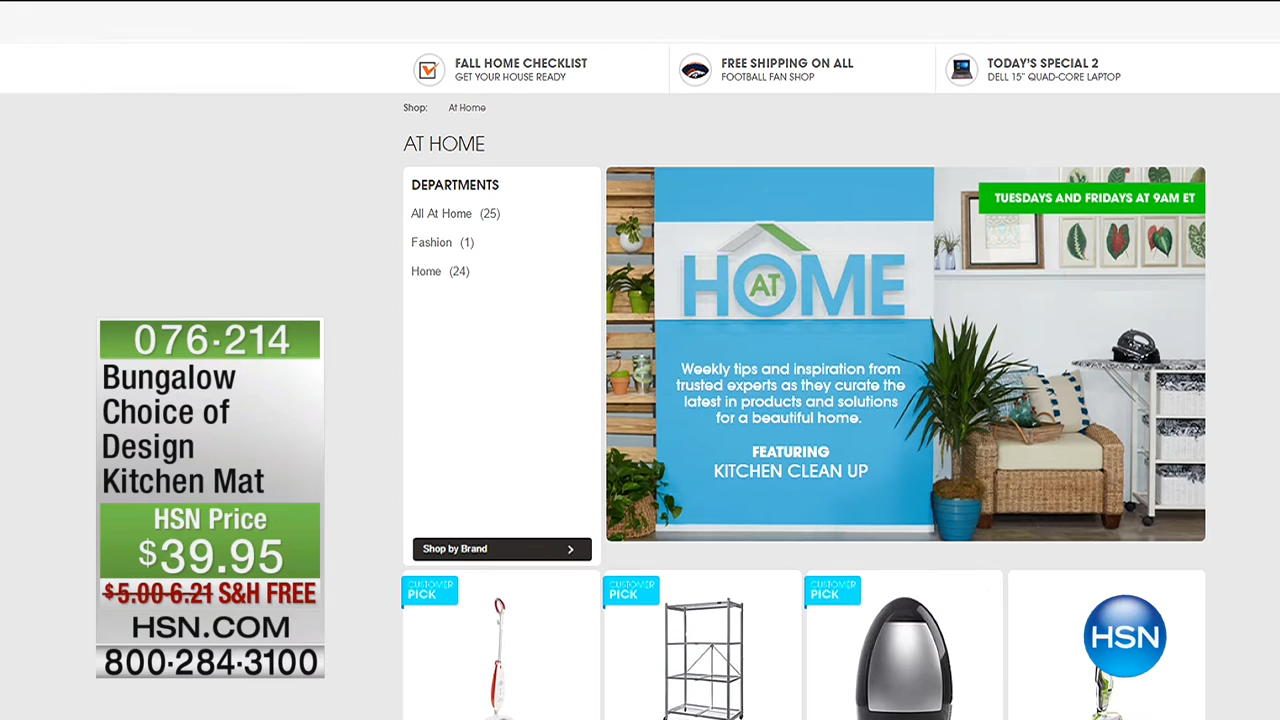 FALL HOME CHECKLIST
GET YOUR HOUSE READY
FREE SHIPPING ON ALL
FOOTBALL FAN SHOP
TODAY'S SPECIAL 2
DELL 15" QUAD-CORE LAPTOP
Shop: At Home
AT HOME
DEPARTMENTS
All At Home (25)
Fashion (1)
Home (24)
Shop by Brand
TUESDAYS AND FRIDAYS AT 9AM ET
AT HOME
Weekly tips and inspiration from
trusted experts as they curate the
latest in products and solutions
for a beautiful home.
FEATURING
KITCHEN CLEAN UP
076·214
Bungalow
Choice of
Design
Kitchen Mat
HSN Price
$39.95
$5.00-6.21 S&H FREE
HSN.COM
800·284·3100
CUSTOMER
PICK
CUSTOMER
PICK
CUSTOMER
PICK
HSN